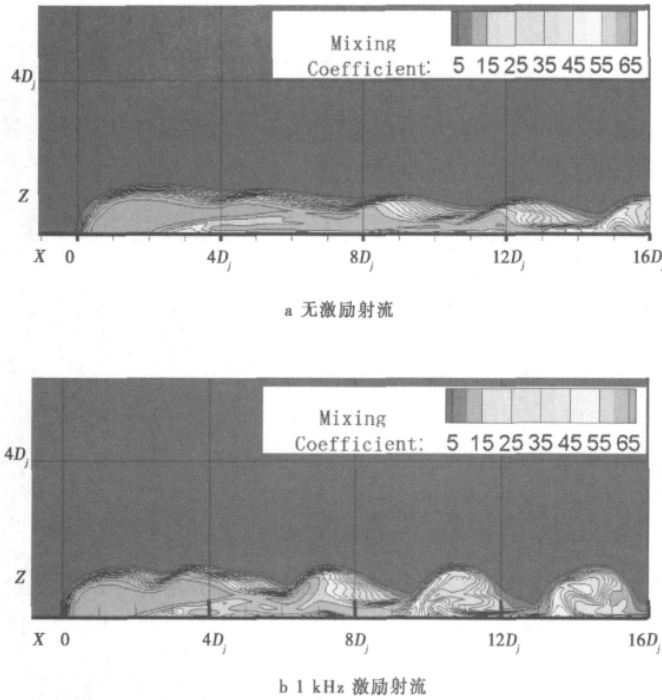 Mixing
Coefficient: 5 15 25 35 45 55 65
4Dj
Z
X 0 4Dj 8Dj 12Dj 16Dj
a 无激励射流
Mixing
Coefficient: 5 15 25 35 45 55 65
4Dj
Z
X 0 4Dj 8Dj 12Dj 16Dj
b 1 kHz 激励射流